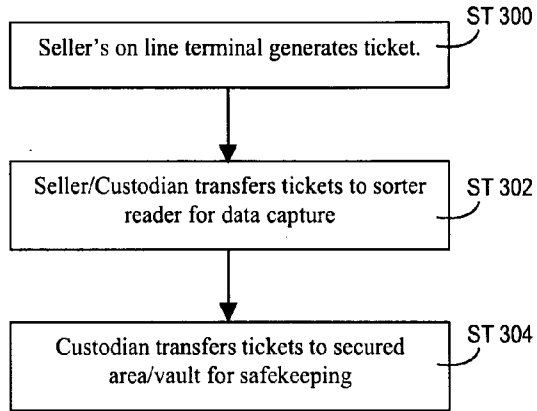 ST 300
Seller's on line terminal generates ticket.
Seller/Custodian transfers tickets to sorter
reader for data capture
ST 302
Custodian transfers tickets to secured
area/vault for safekeeping
ST 304